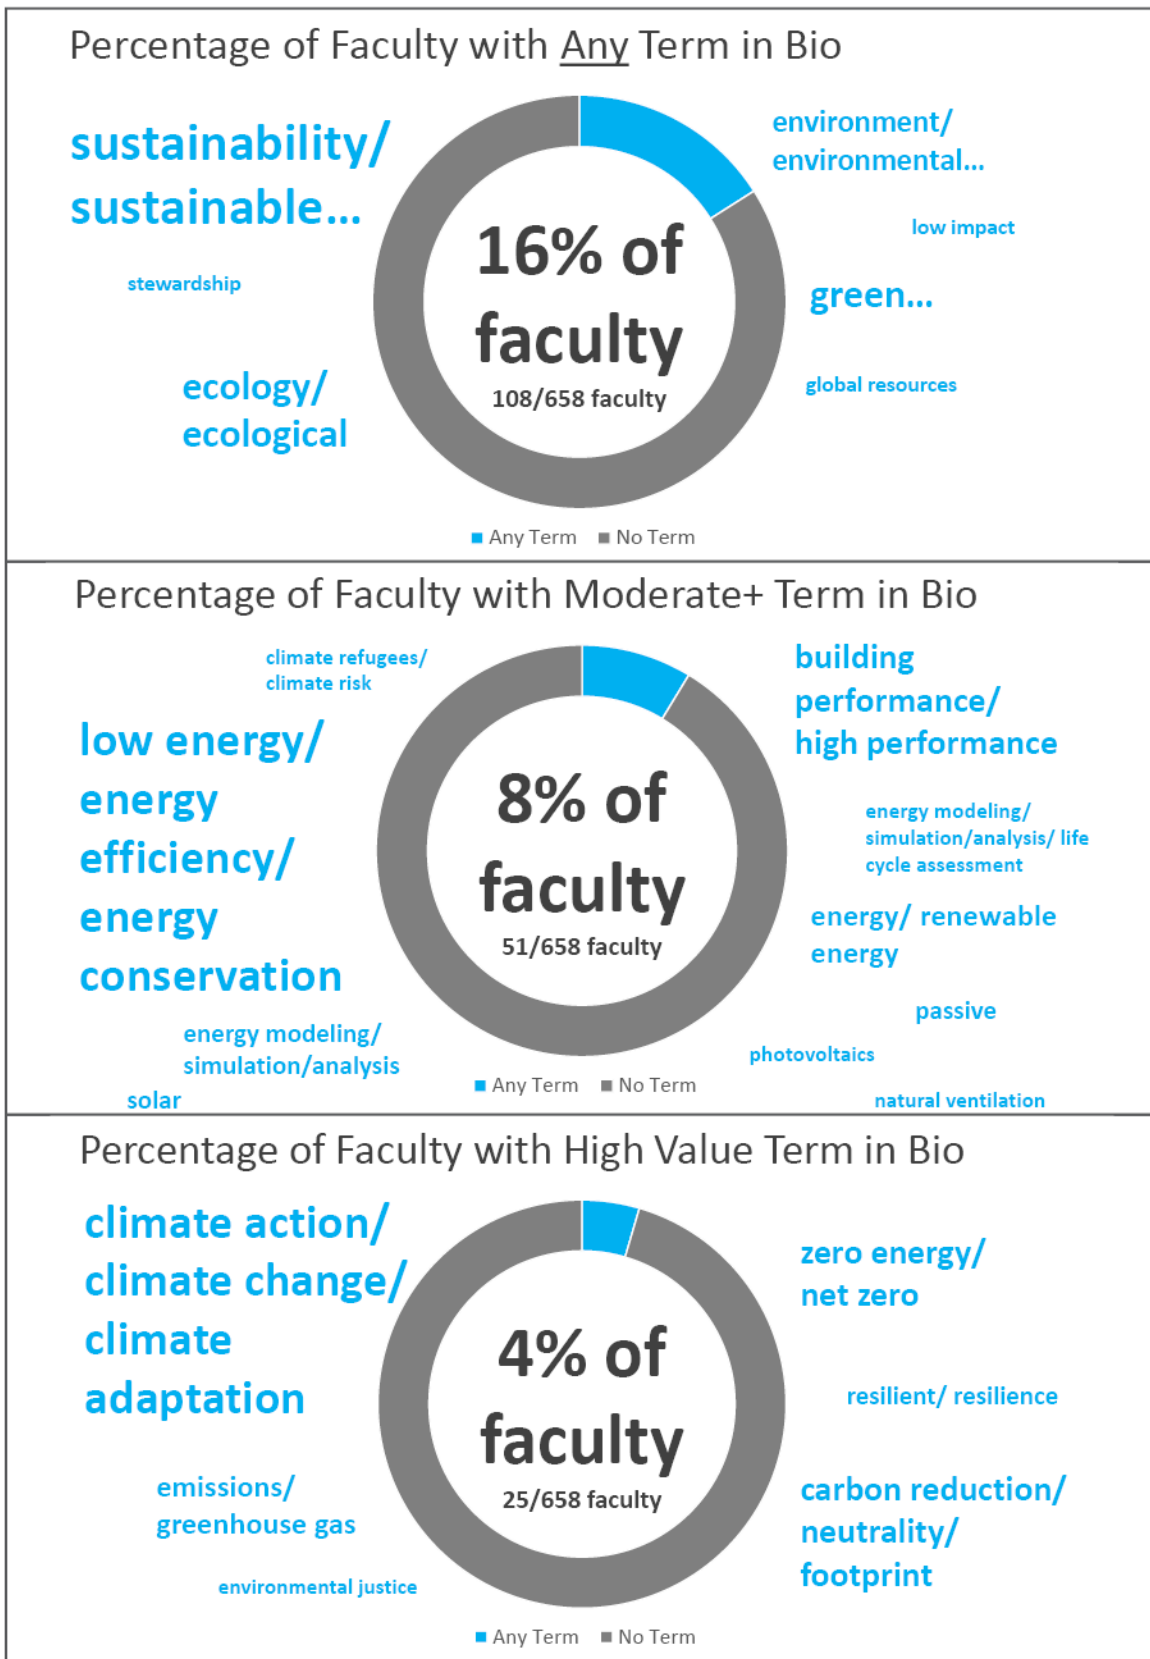 Percentage of Faculty with Any Term in Bio
sustainability/
sustainable...
stewardship
ecology/
ecological
16% of
faculty
108/658 faculty
environment/
environmental...
low impact
green...
global resources
Any Term
No Term
Percentage of Faculty with Moderate+ Term in Bio
climate refugees/
climate risk
low energy/
energy
efficiency/
energy
conservation
energy modeling/
simulation/analysis
solar
8% of
faculty
51/658 faculty
building
performance/
high performance
energy modeling/
simulation/analysis/ life
cycle assessment
energy/ renewable
energy
passive
photovoltaics
natural ventilation
Any Term
No Term
Percentage of Faculty with High Value Term in Bio
climate action/
climate change/
climate
adaptation
emissions/
greenhouse gas
environmental justice
4% of
faculty
25/658 faculty
zero energy/
net zero
resilient/ resilience
carbon reduction/
neutrality/
footprint
Any Term
No Term